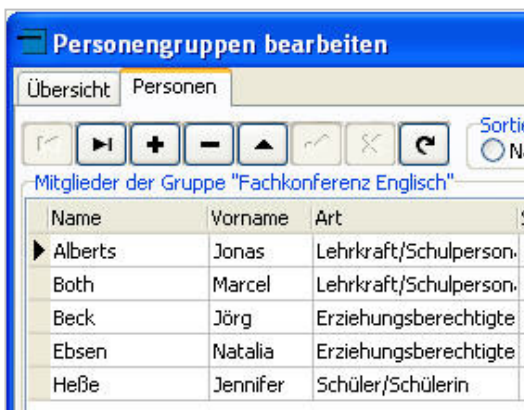 Personengruppen bearbeiten
Übersicht Personen
Mitglieder der Gruppe "Fachkonferenz Englisch"
Name Vorname Art
Alberts Jonas Lehrkraft/Schulperson
Both Marcel Lehrkraft/Schulperson
Beck Jörg Erziehungsberechtigte
Ebsen Natalia Erziehungsberechtigte
Heße Jennifer Schüler/Schülerin